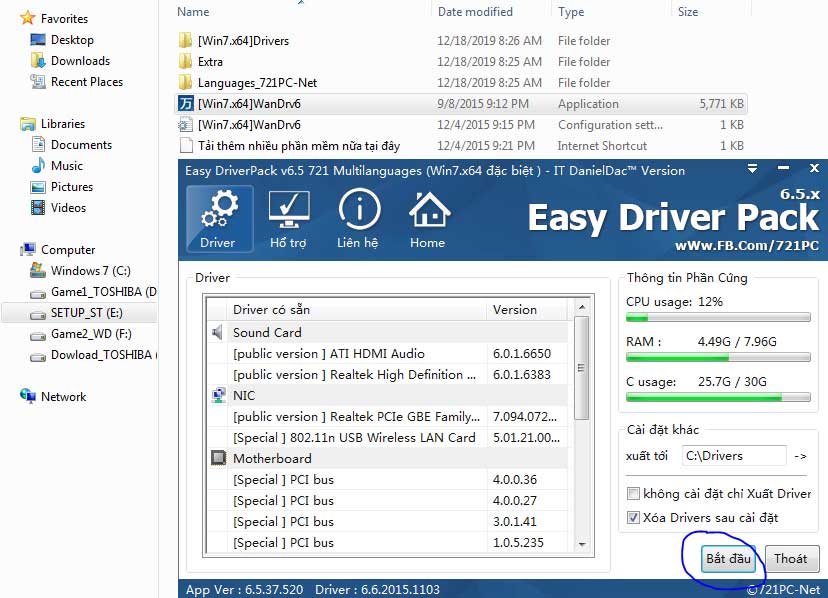 Favorites
Desktop
Downloads
Recent Places
Libraries
Documents
Music
Pictures
Videos
Computer
Windows 7 (C:)
Game1_TOSHIBA (D
SETUP_ST (E:)
Game2_WD (F:)
Dowload_TOSHIBA (
Network
Name Date modified Type Size
[Win7.x64]Drivers 12/18/2019 8:26 AM File folder
Extra 12/18/2019 8:25 AM File folder
Languages_721PC-Net 12/18/2019 8:25 AM File folder
[Win7.x64]WanDrv6 9/8/2015 9:12 PM Application 5,771 KB
[Win7.x64]WanDrv6 12/4/2015 9:15 PM Configuration sett... 1 KB
Tải thêm nhiều phần mềm nữa tại đây 12/4/2015 9:21 PM Internet Shortcut 1 KB
Easy DriverPack v6.5 721 Multilanguages (Win7.x64 đặc biệt ) - IT DanielDac™ Version
万
Driver Hổ trợ Liên hệ Home
6.5.x
Easy Driver Pack
wWw.FB.Com/721PC
Driver
Driver có sẵn Version
Sound Card
[public version ] ATI HDMI Audio 6.0.1.6650
[public version ] Realtek High Definition ... 6.0.1.6383
NIC
[public version ] Realtek PCIe GBE Family... 7.094.072...
[Special ] 802.11n USB Wireless LAN Card 5.01.21.00...
Motherboard
[Special ] PCI bus 4.0.0.36
[Special ] PCI bus 4.0.0.27
[Special ] PCI bus 3.0.1.41
[Special ] PCI bus 1.0.5.235
Thông tin Phần Cứng
CPU usage: 12%
RAM : 4.49G / 7.96G
C usage: 25.7G / 30G
Cài đặt khác
xuất tới C:\Drivers ->
không cài đặt chỉ Xuất Driver
Xóa Drivers sau cài đặt
Bắt đầu Thoát
App Ver : 6.5.37.520 Driver : 6.6.2015.1103 ©721PC-Net